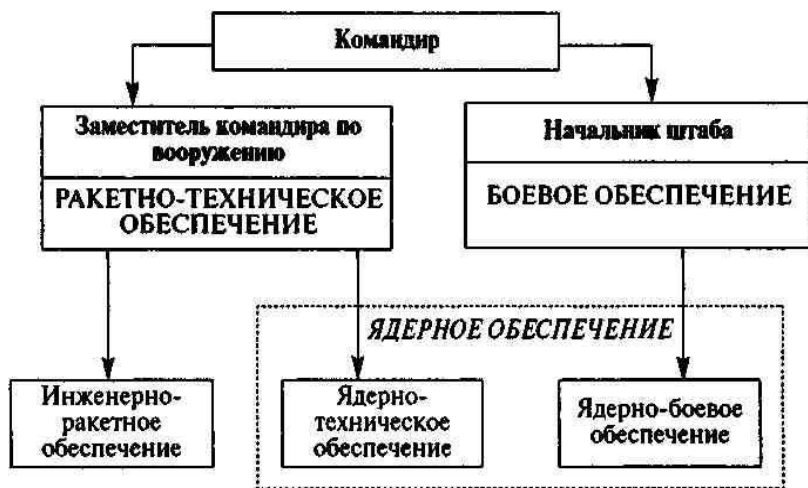 Командир
Заместитель командира по
вооружению
РАКЕТНО-ТЕХНИЧЕСКОЕ
ОБЕСПЕЧЕНИЕ
Начальник штаба
БОЕВОЕ ОБЕСПЕЧЕНИЕ
ЯДЕРНОЕ ОБЕСПЕЧЕНИЕ
Инженерно-
ракетное
обеспечение
Ядерно-
техническое
обеспечение
Ядерно-боевое
обеспечение